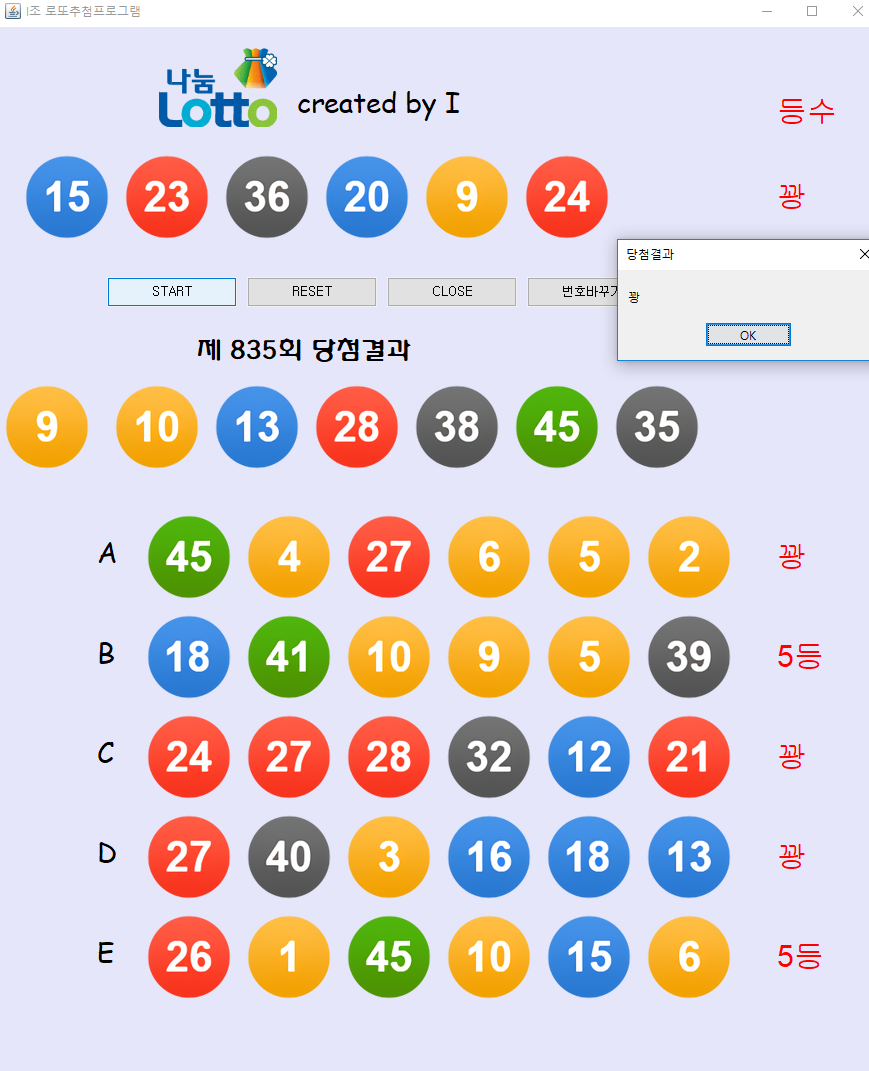 I조 로또추첨프로그램
나눔
Lotto
created by I
등수
15 23 36 20 9 24 꽝
당첨결과
꽝
OK
START RESET CLOSE 번호바꾸기
제 835회 당첨결과
9 10 13 28 38 45 35
A 45 4 27 6 5 2 꽝
B 18 41 10 9 5 39 5등
C 24 27 28 32 12 21 꽝
D 27 40 3 16 18 13 꽝
E 26 1 45 10 15 6 5등